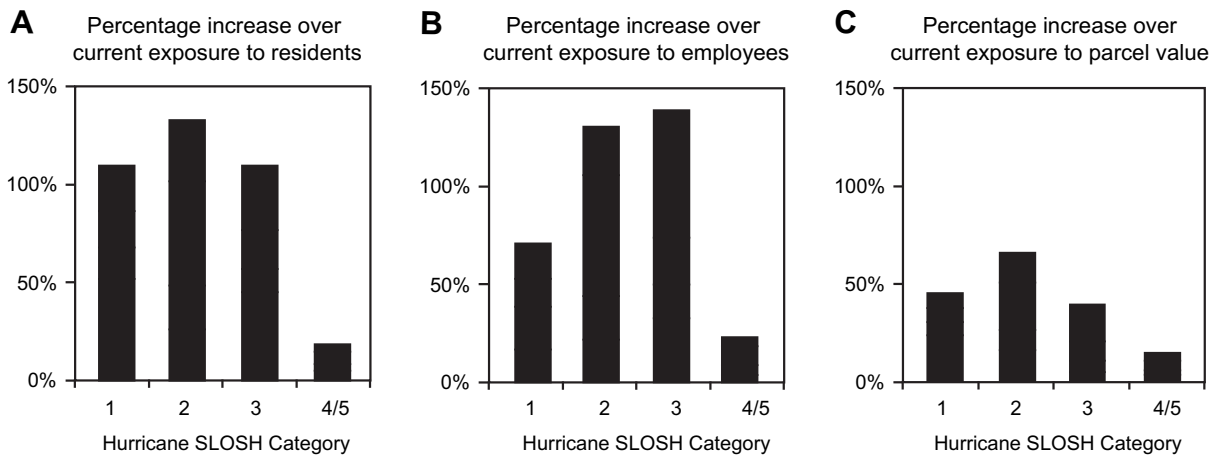 A
Percentage increase over
current exposure to residents
150%
100%
50%
0%
1 2 3 4/5
Hurricane SLOSH Category
B
Percentage increase over
current exposure to employees
150%
100%
50%
0%
1 2 3 4/5
Hurricane SLOSH Category
C
Percentage increase over
current exposure to parcel value
150%
100%
50%
0%
1 2 3 4/5
Hurricane SLOSH Category